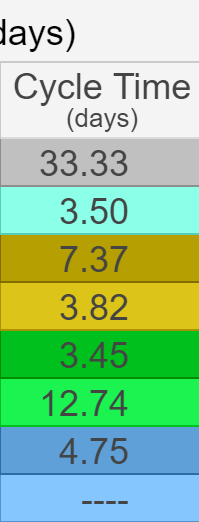 days)
Cycle Time
(days)
33.33
3.50
7.37
3.82
3.45
12.74
4.75
----